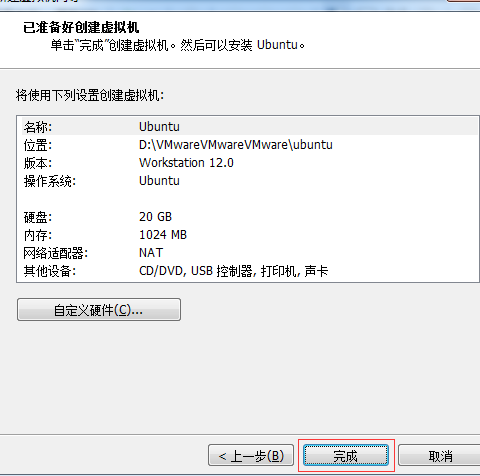 已准备好创建虚拟机
单击“完成”创建虚拟机。然后可以安装 Ubuntu。
将使用下列设置创建虚拟机:
名称: Ubuntu
位置: D:\VMwareVMwareVMware\ubuntu
版本: Workstation 12.0
操作系统: Ubuntu
硬盘: 20 GB
内存: 1024 MB
网络适配器: NAT
其他设备: CD/DVD, USB 控制器, 打印机, 声卡
自定义硬件(C)...
< 上一步(B) 完成 取消